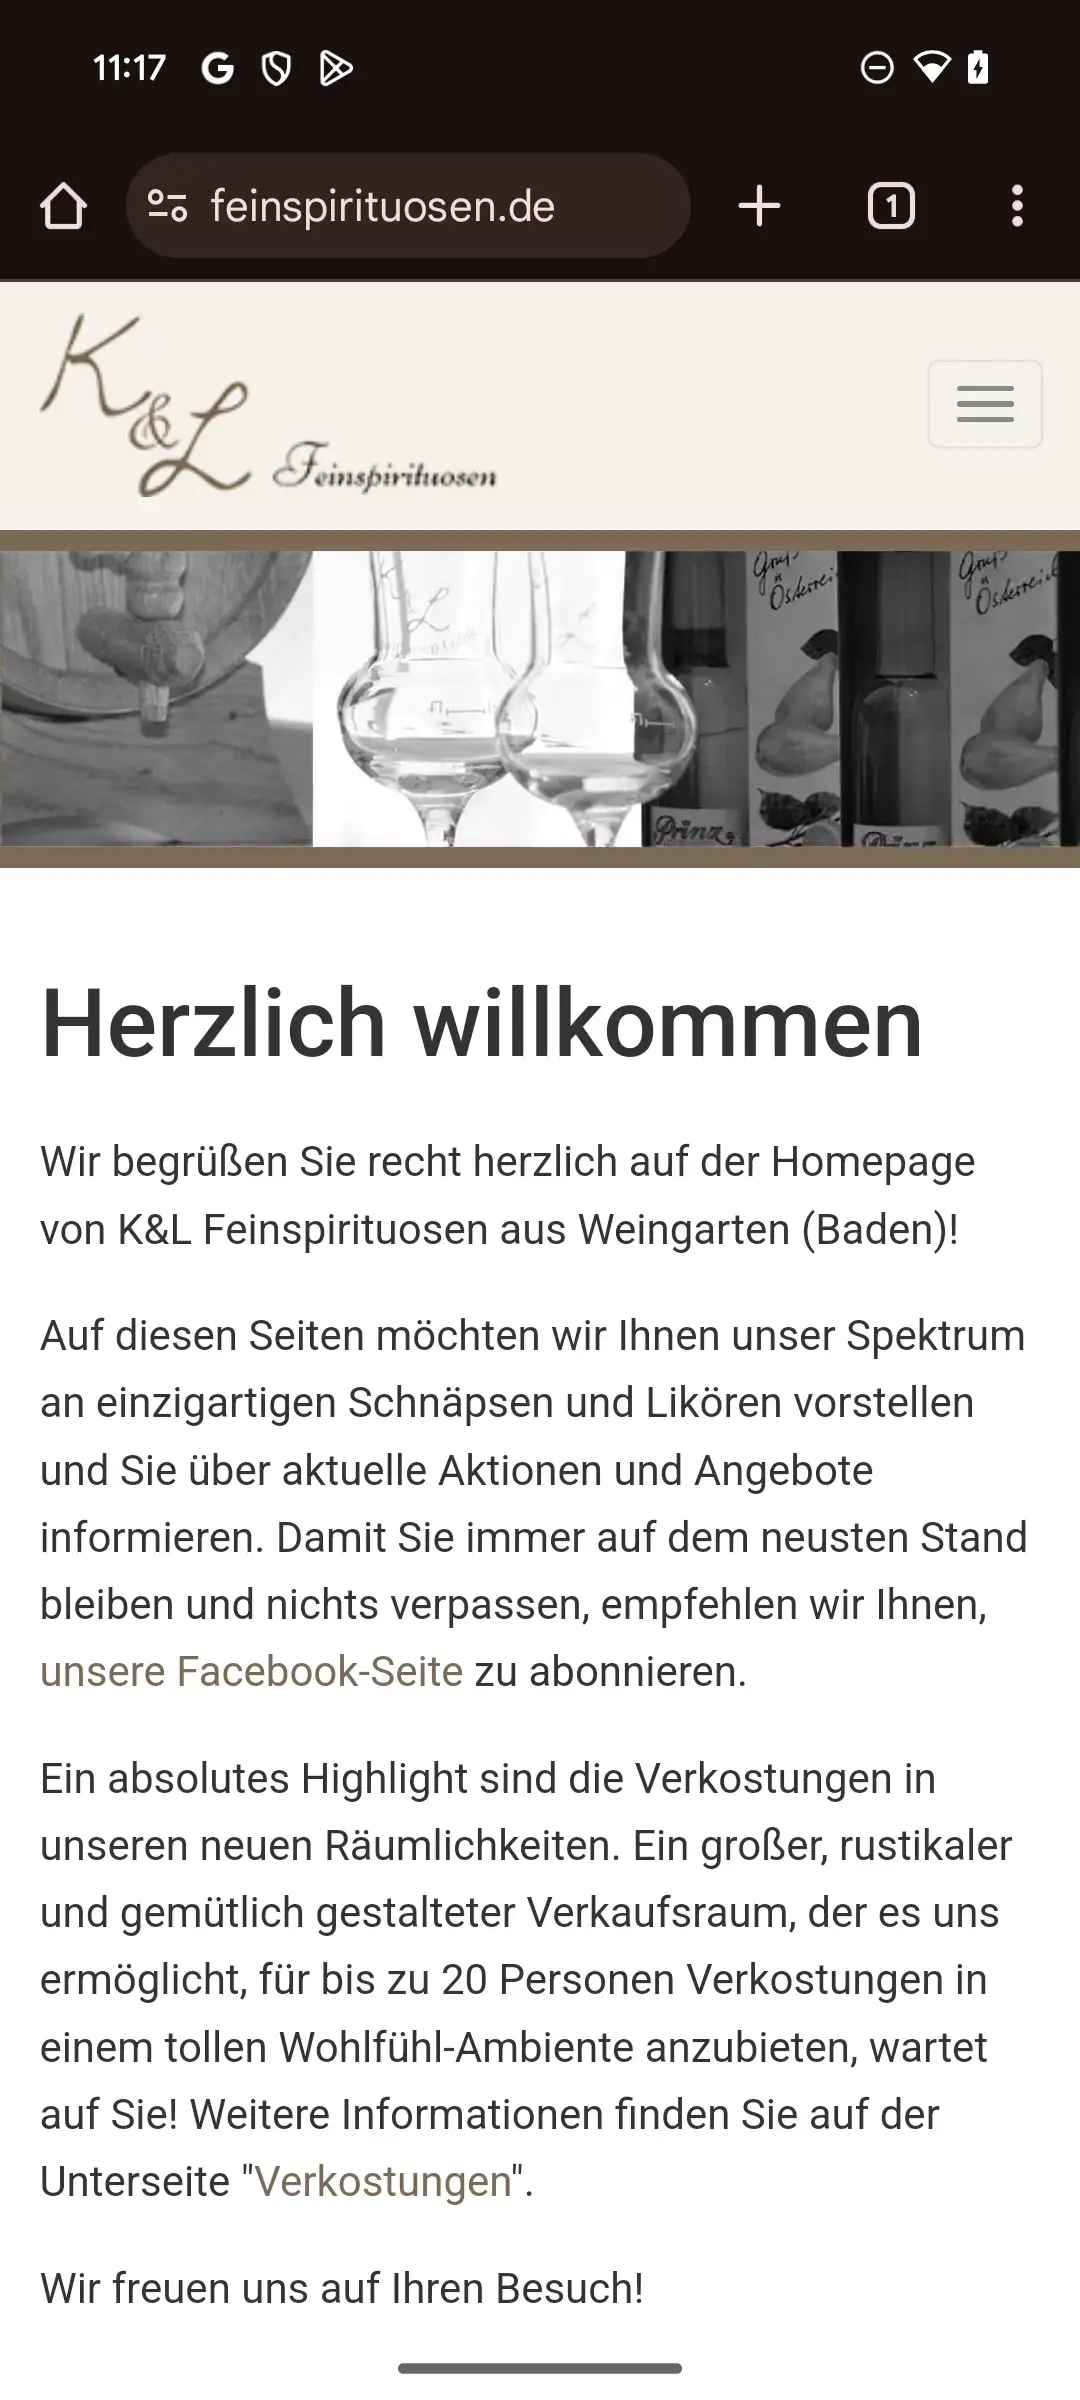 11:17
feinspirituosen.de
1
K&L Feinspirituosen
Gruß
Österreich
Gruß
Österreich
Prinz
Prinz
Herzlich willkommen
Wir begrüßen Sie recht herzlich auf der Homepage
von K&L Feinspirituosen aus Weingarten (Baden)!
Auf diesen Seiten möchten wir Ihnen unser Spektrum
an einzigartigen Schnäpsen und Likören vorstellen
und Sie über aktuelle Aktionen und Angebote
informieren. Damit Sie immer auf dem neusten Stand
bleiben und nichts verpassen, empfehlen wir Ihnen,
unsere Facebook-Seite zu abonnieren.
Ein absolutes Highlight sind die Verkostungen in
unseren neuen Räumlichkeiten. Ein großer, rustikaler
und gemütlich gestalteter Verkaufsraum, der es uns
ermöglicht, für bis zu 20 Personen Verkostungen in
einem tollen Wohlfühl-Ambiente anzubieten, wartet
auf Sie! Weitere Informationen finden Sie auf der
Unterseite "Verkostungen".
Wir freuen uns auf Ihren Besuch!